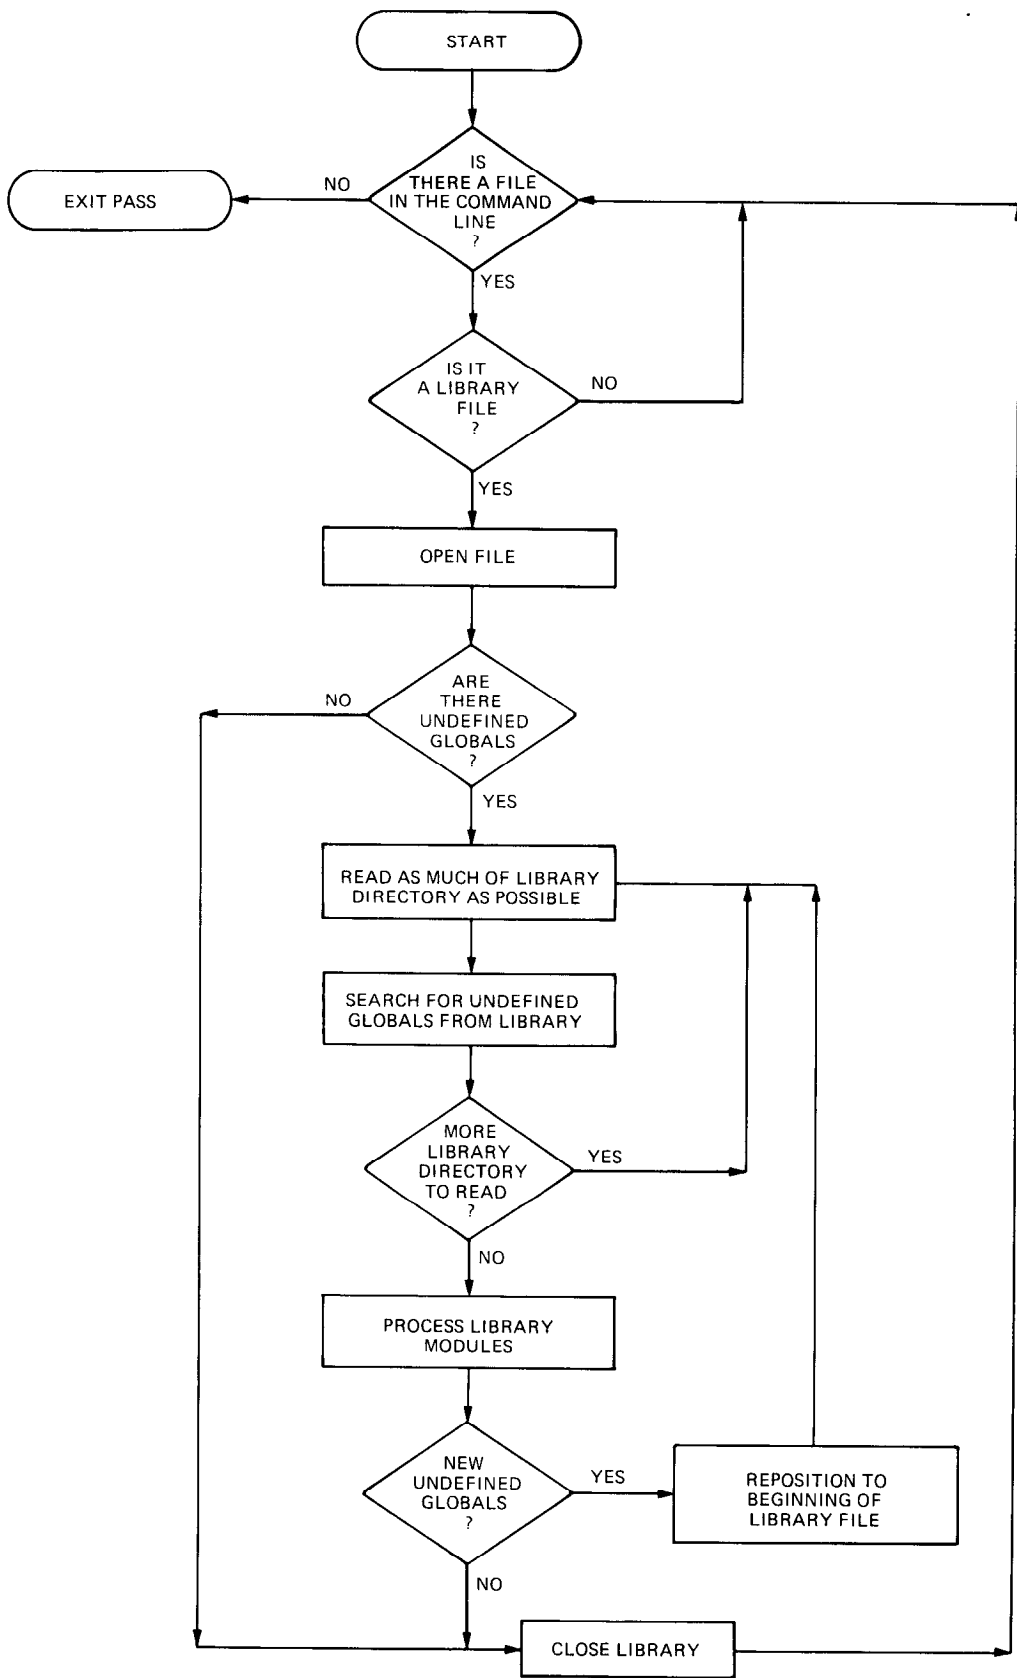 START
IS
THERE A FILE
IN THE COMMAND
LINE
?
NO
EXIT PASS
YES
IS IT
A LIBRARY
FILE
?
NO
YES
OPEN FILE
ARE
THERE
UNDEFINED
GLOBALS
?
NO
YES
READ AS MUCH OF LIBRARY
DIRECTORY AS POSSIBLE
SEARCH FOR UNDEFINED
GLOBALS FROM LIBRARY
MORE
LIBRARY
DIRECTORY
TO READ
?
YES
NO
PROCESS LIBRARY
MODULES
NEW
UNDEFINED
GLOBALS
?
YES
REPOSITION TO
BEGINNING OF
LIBRARY FILE
NO
CLOSE LIBRARY